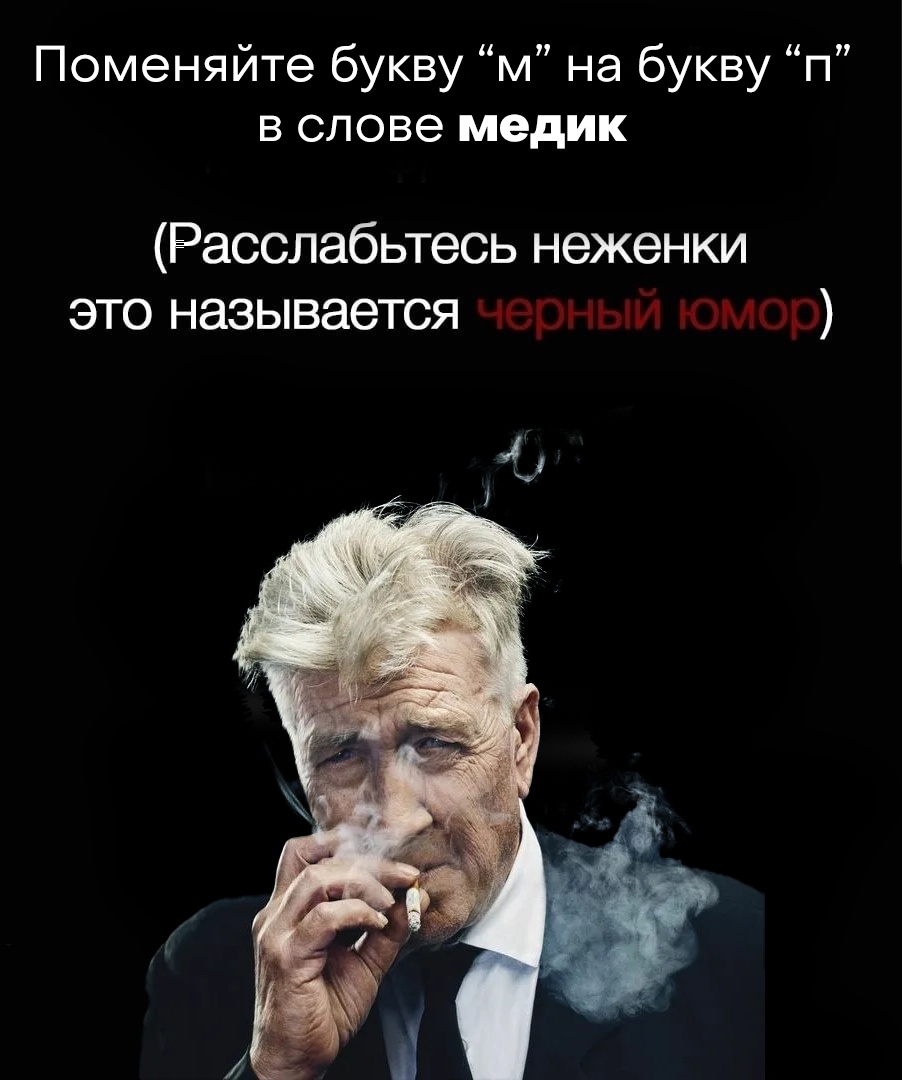 Поменяйте букву “м” на букву “п”
в слове медик
(Расслабьтесь неженки
это называется черный юмор)